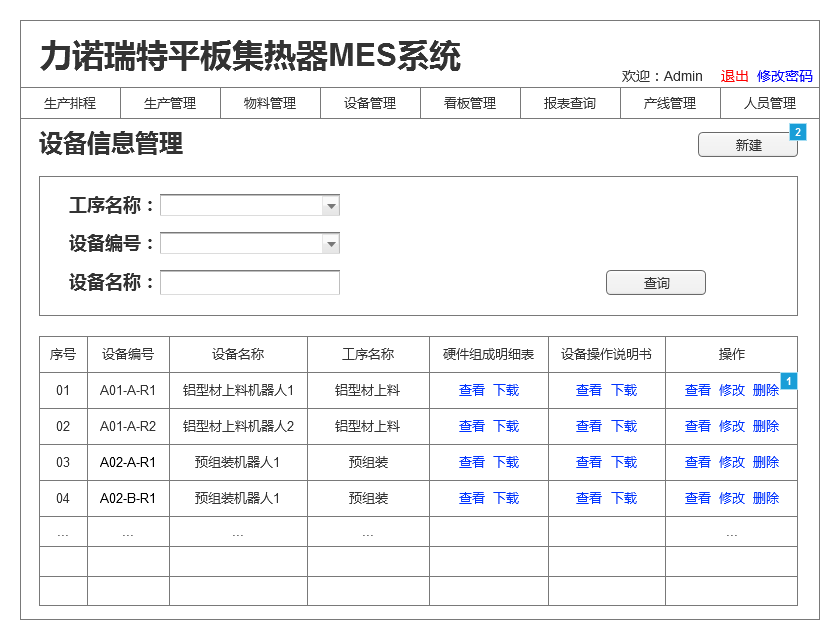 力诺瑞特平板集热器MES系统
欢迎：Admin 退出 修改密码
生产排程 生产管理 物料管理 设备管理 看板管理 报表查询 产线管理 人员管理
设备信息管理
2
新建
工序名称：
设备编号：
设备名称：
查询
序号 设备编号 设备名称 工序名称 硬件组成明细表 设备操作说明书 操作
1
01 A01-A-R1 铝型材上料机器人1 铝型材上料 查看 下载 查看 下载 查看 修改 删除
02 A01-A-R2 铝型材上料机器人2 铝型材上料 查看 下载 查看 下载 查看 修改 删除
03 A02-A-R1 预组装机器人1 预组装 查看 下载 查看 下载 查看 修改 删除
04 A02-B-R1 预组装机器人1 预组装 查看 下载 查看 下载 查看 修改 删除
... ... ... ... ...